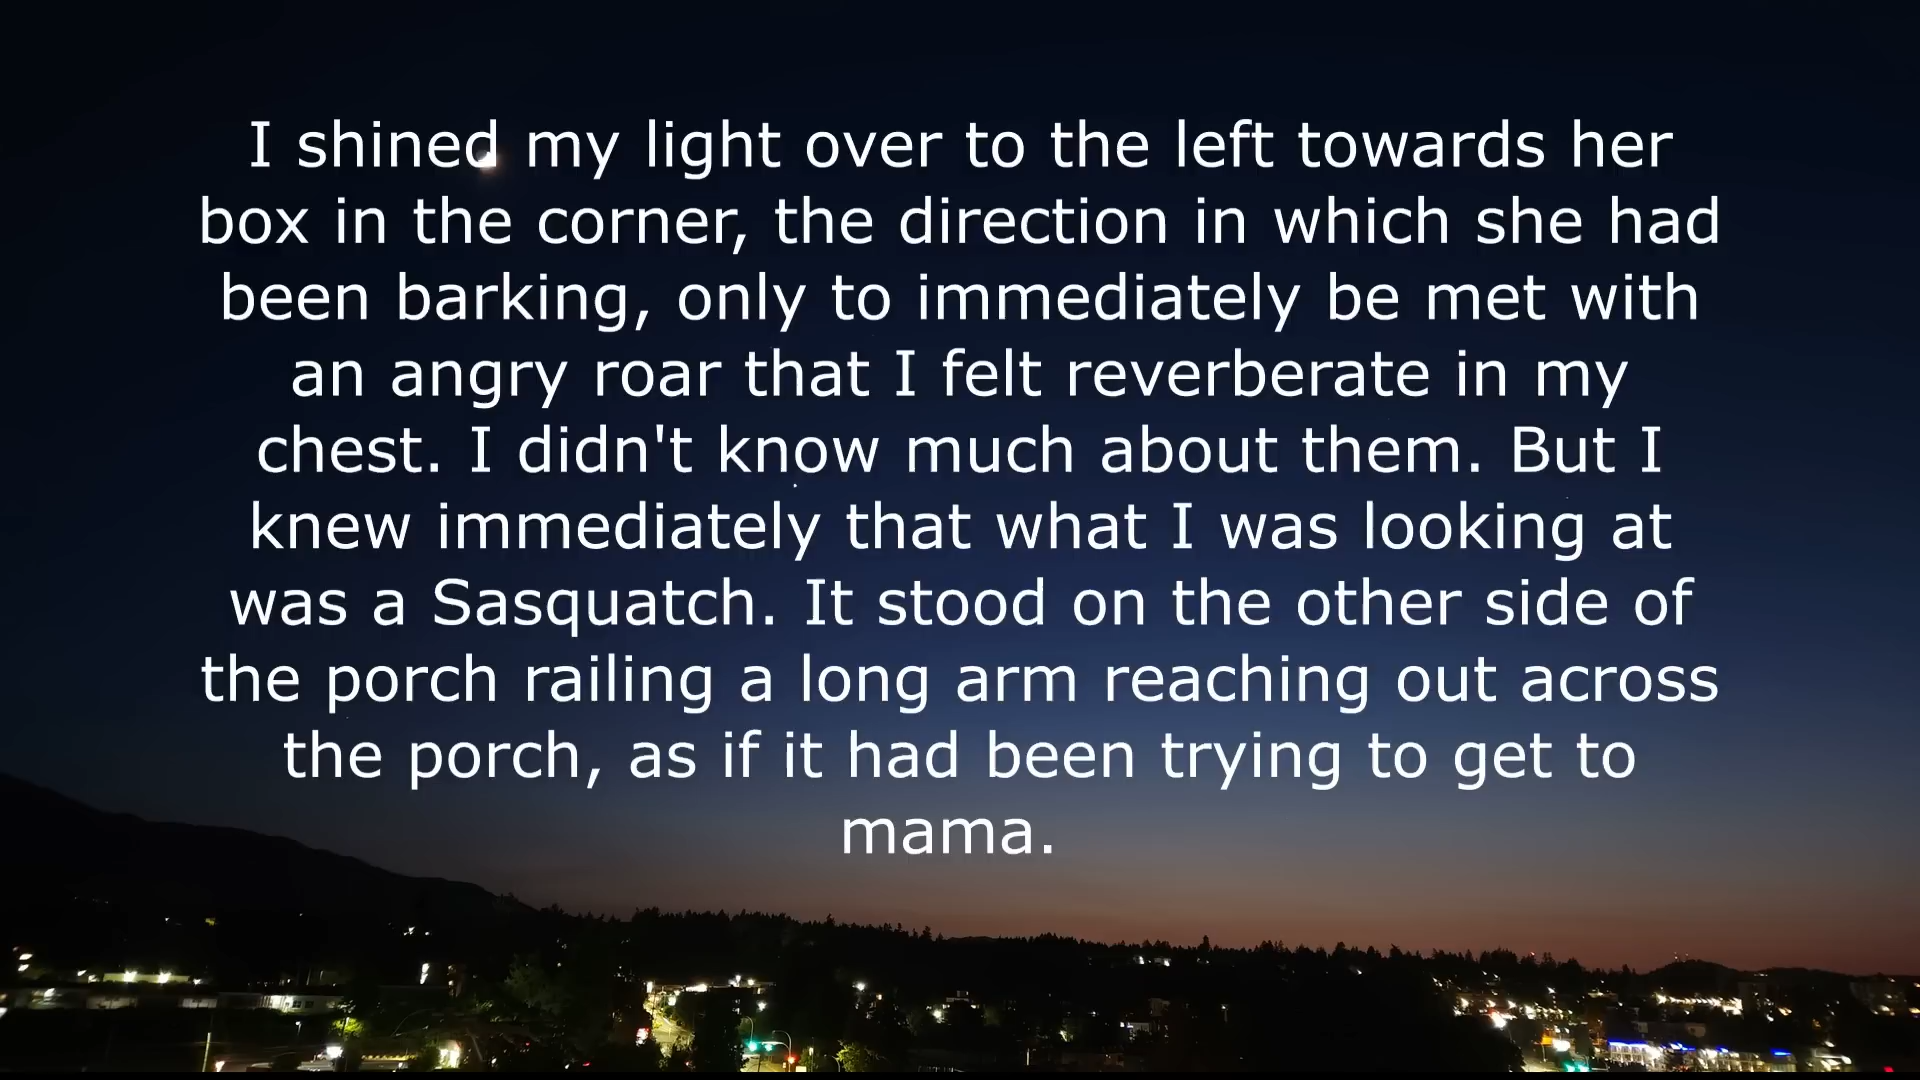 I shined my light over to the left towards her
box in the corner, the direction in which she had
been barking, only to immediately be met with
an angry roar that I felt reverberate in my
chest. I didn't know much about them. But I
knew immediately that what I was looking at
was a Sasquatch. It stood on the other side of
the porch railing a long arm reaching out across
the porch, as if it had been trying to get to
mama.